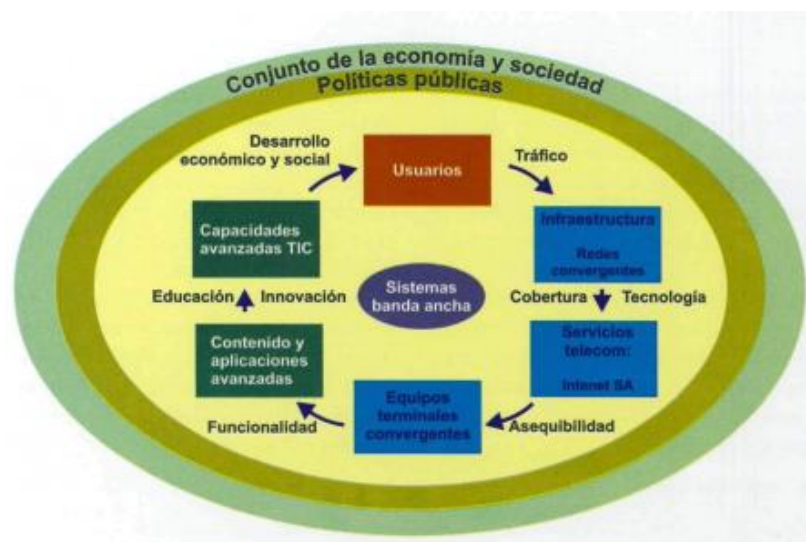 Conjunto de la economía y sociedad
Políticas públicas
Desarrollo
económico y social
Usuarios
Tráfico
Capacidades
avanzadas TIC
Infraestructura
Redes
convergentes
Educación
Innovación
Sistemas
banda ancha
Cobertura
Tecnología
Contenido y
aplicaciones
avanzadas
Servicios
telecom:
Intenet SA
Equipos
terminales
convergentes
Funcionalidad
Asequibilidad